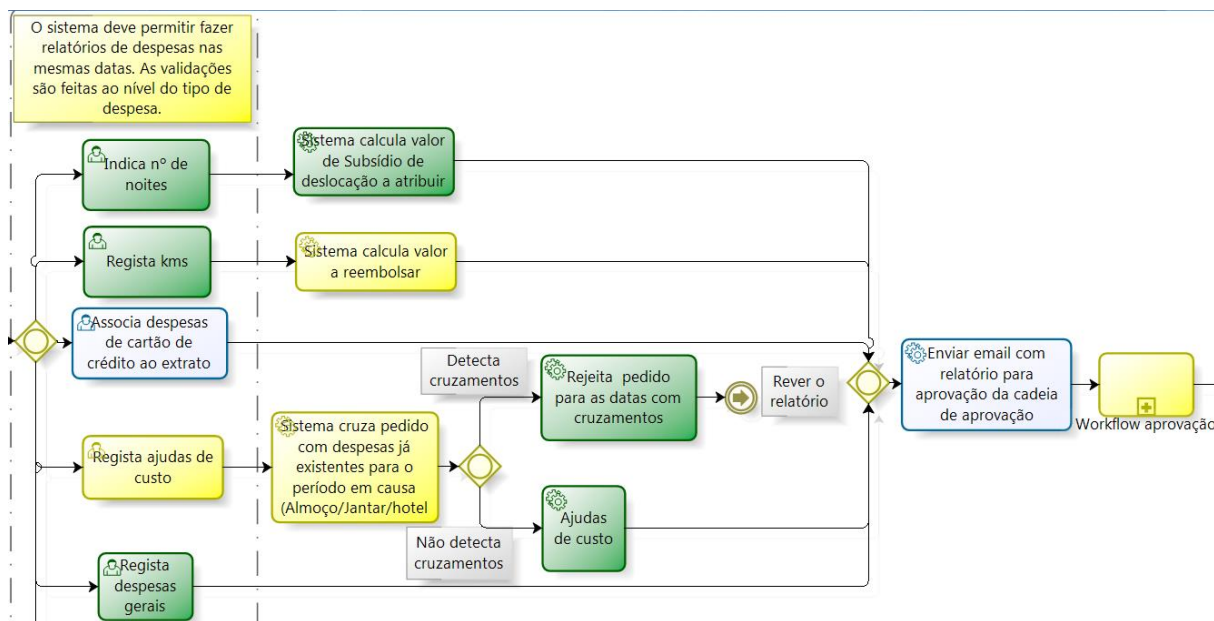 O sistema deve permitir fazer
relatórios de despesas nas
mesmas datas. As validações
são feitas ao nível do tipo de
despesa.
Indica nº de
noites
Sistema calcula valor
de Subsídio de
deslocação a atribuir
Regista kms
Sistema calcula valor
a reembolsar
Associa despesas
de cartão de
crédito ao extrato
Detecta
cruzamentos
Rejeita pedido
para as datas com
cruzamentos
Rever o
relatório
Enviar email com
relatório para
aprovação da cadeia
de aprovação
Workflow aprovação
Regista ajudas de
custo
Sistema cruza pedido
com despesas já
existentes para o
período em causa
(Almoço/Jantar/hotel
Não detecta
cruzamentos
Ajudas
de custo
Regista
despesas
gerais